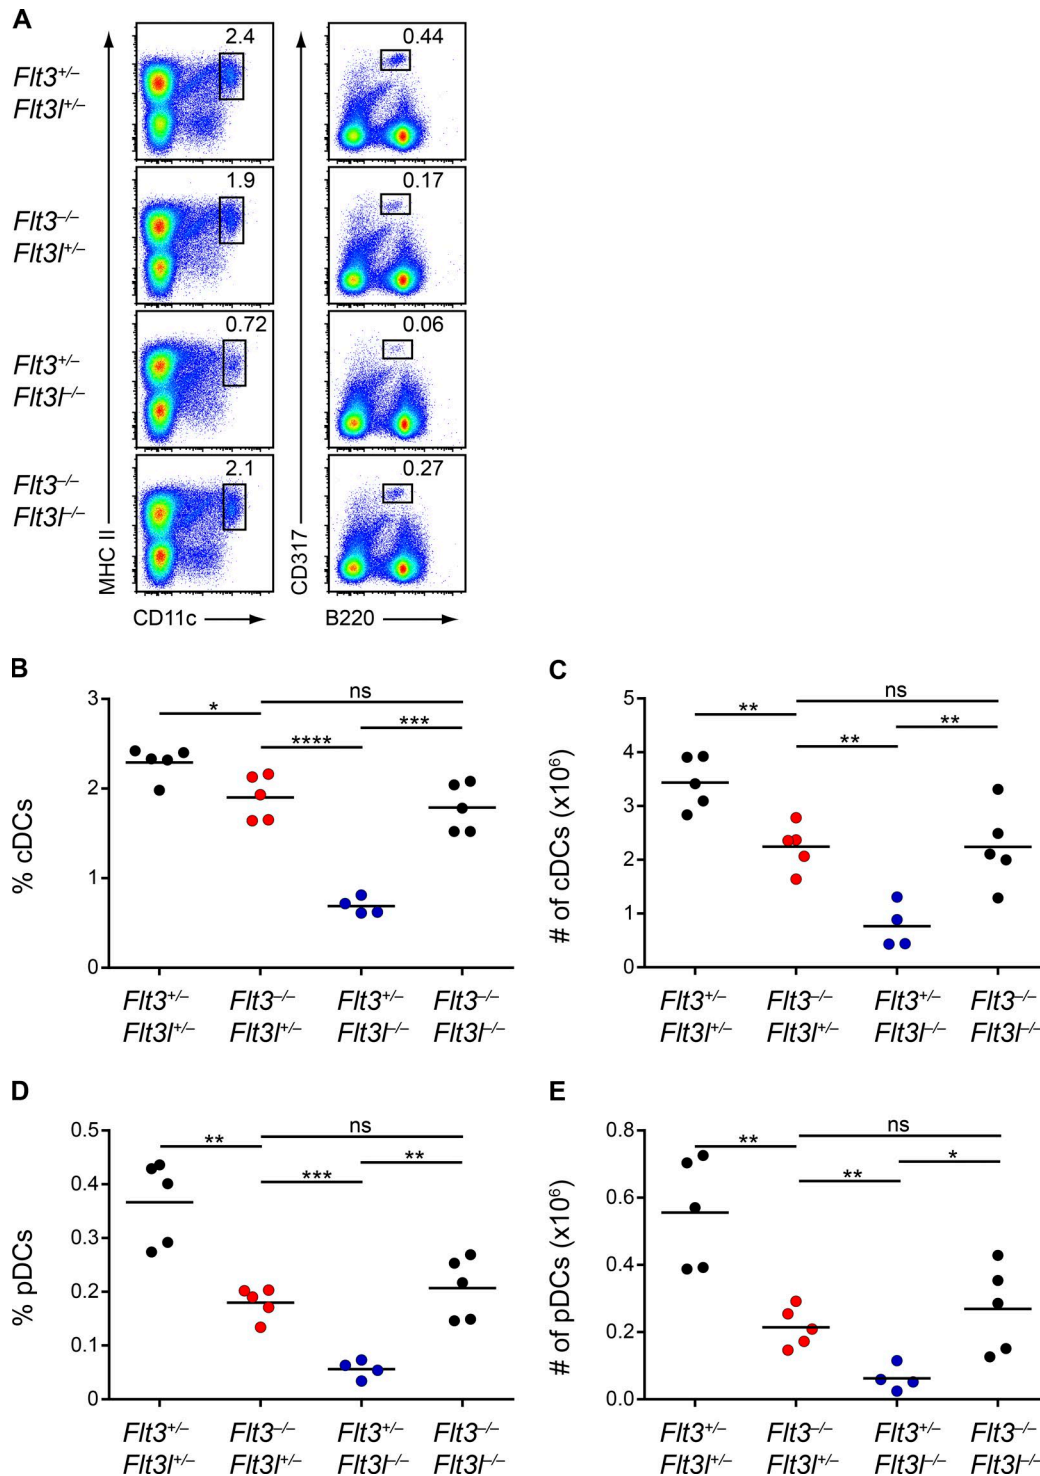 A
Flt3+/–
Flt3l+/–
2.4
0.44
Flt3–/–
Flt3l+/–
1.9
0.17
Flt3+/–
Flt3l–/–
0.72
0.06
Flt3–/–
Flt3l–/–
2.1
0.27
MHC II
CD317
CD11c
B220
B
% cDCs
3
2
1
0
*
****
ns
***
Flt3+/– Flt3–/– Flt3+/– Flt3–/–
Flt3l+/– Flt3l+/– Flt3l–/– Flt3l–/–
C
# of cDCs (x10⁶)
5
4
3
2
1
0
**
**
ns
**
Flt3+/– Flt3–/– Flt3+/– Flt3–/–
Flt3l+/– Flt3l+/– Flt3l–/– Flt3l–/–
D
% pDCs
0.5
0.4
0.3
0.2
0.1
0
**
***
ns
**
Flt3+/– Flt3–/– Flt3+/– Flt3–/–
Flt3l+/– Flt3l+/– Flt3l–/– Flt3l–/–
E
# of pDCs (x10⁶)
0.8
0.6
0.4
0.2
0.0
**
**
ns
*
Flt3+/– Flt3–/– Flt3+/– Flt3–/–
Flt3l+/– Flt3l+/– Flt3l–/– Flt3l–/–